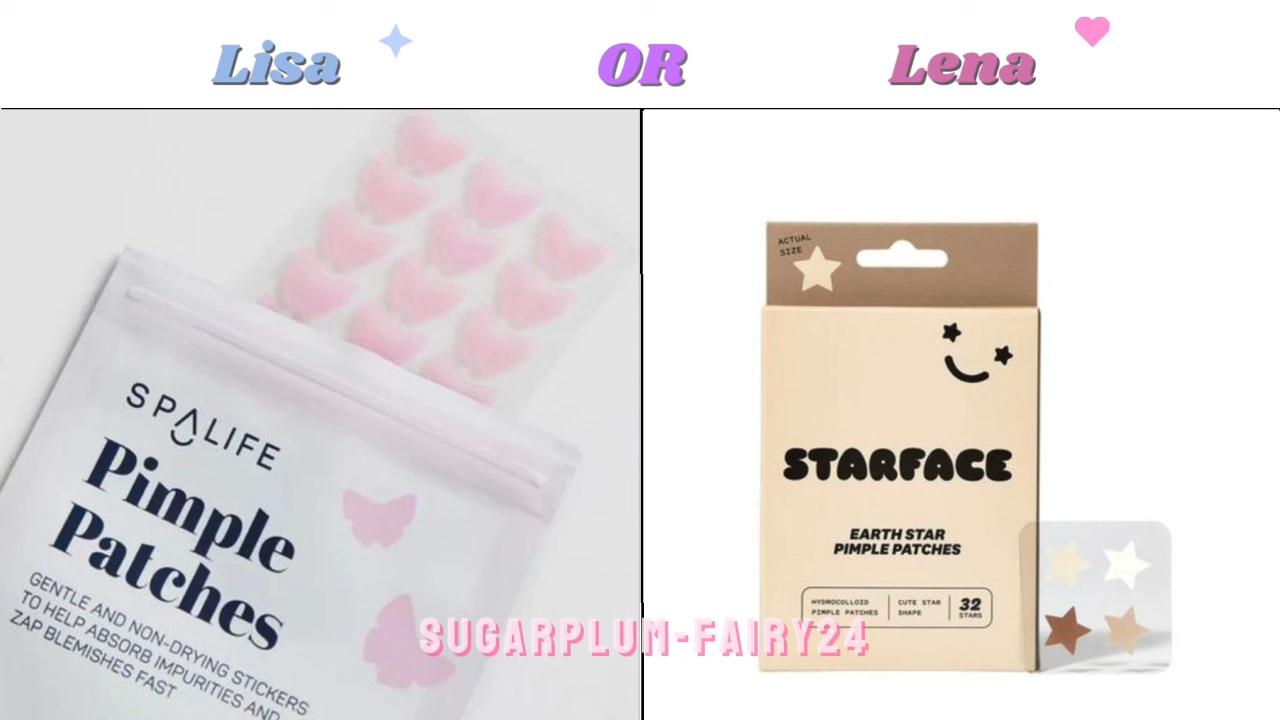 Lisa OR Lena
SPALIFE
Pimple
Patches
GENTLE AND NON-DRYING STICKERS
TO HELP ABSORB IMPURITIES AND
ZAP BLEMISHES FAST
ACTUAL
SIZE
STARFACE
EARTH STAR
PIMPLE PATCHES
HYDROCOLLOID
PIMPLE PATCHES
CUTE STAR
SHAPE
32
STARS
SUGARPLUM-FAIRY24